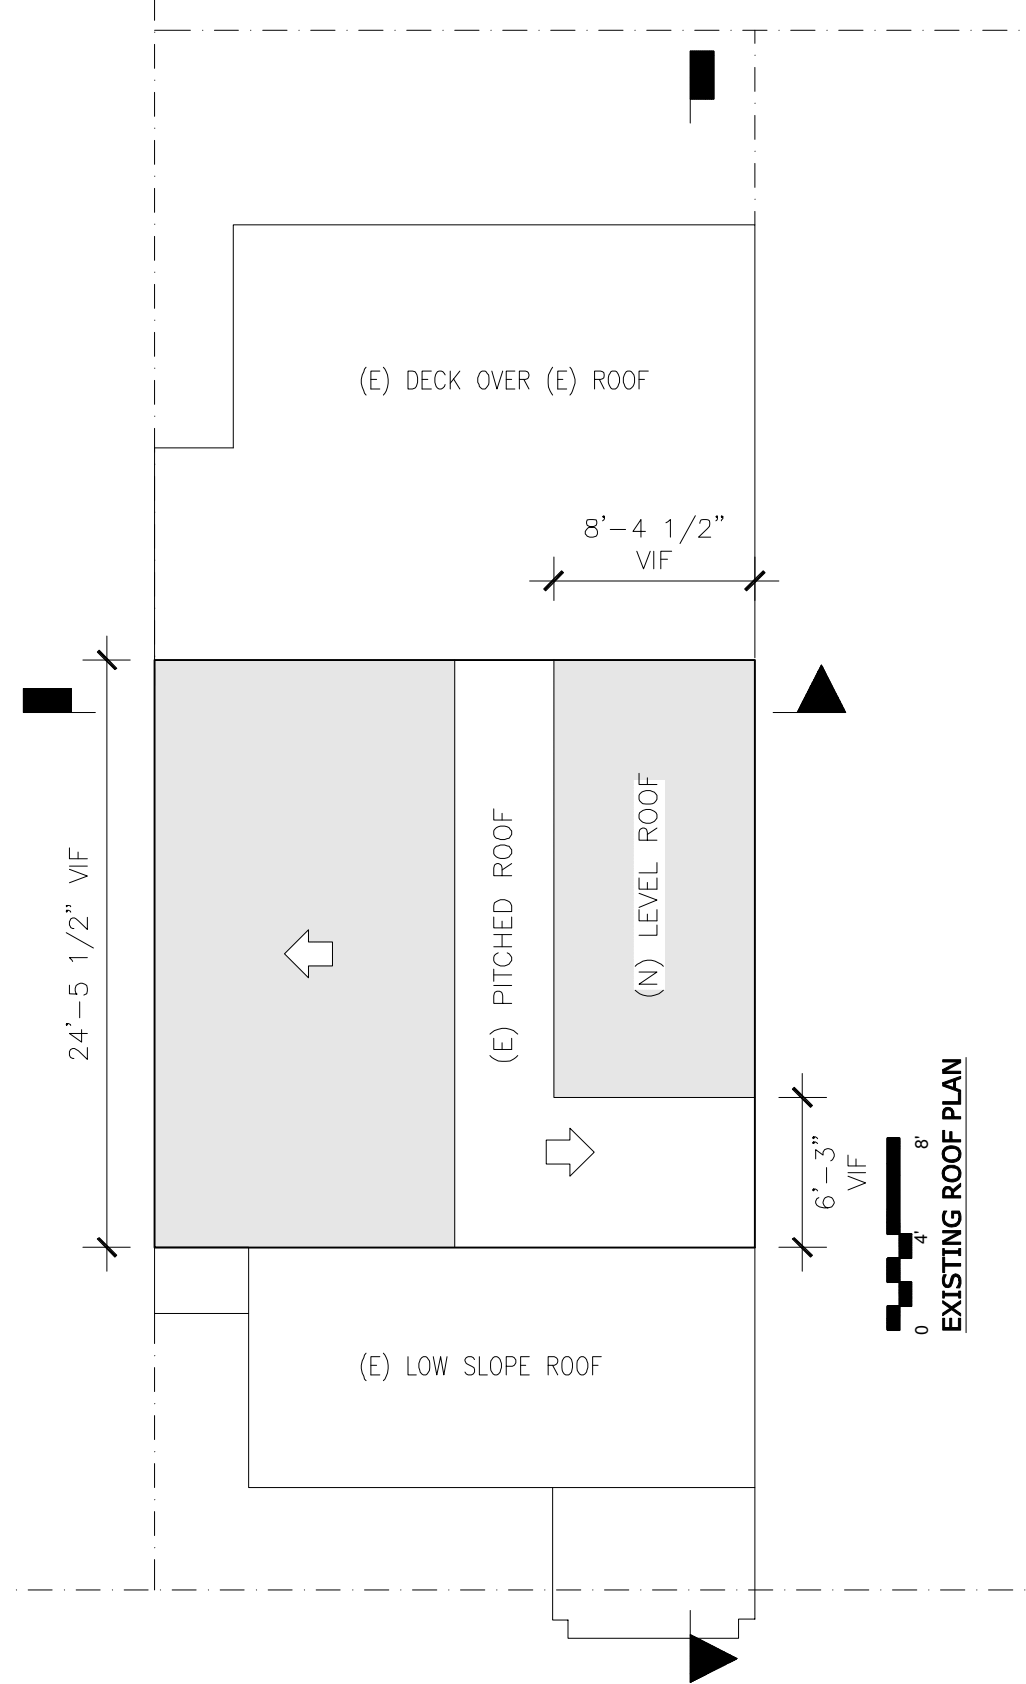 (E) DECK OVER (E) ROOF
8'-4 1/2"
VIF
24'-5 1/2" VIF
(E) PITCHED ROOF
(N) LEVEL ROOF
6'-3"
VIF
0 4' 8'
EXISTING ROOF PLAN
(E) LOW SLOPE ROOF